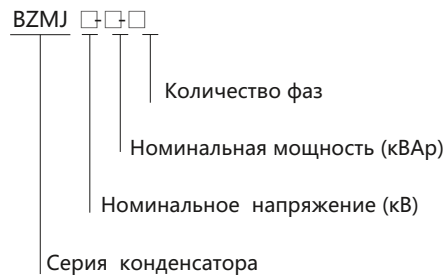 BZMJ □-□-□
Количество фаз
Номинальная мощность (кВАр)
Номинальное напряжение (кВ)
Серия конденсатора